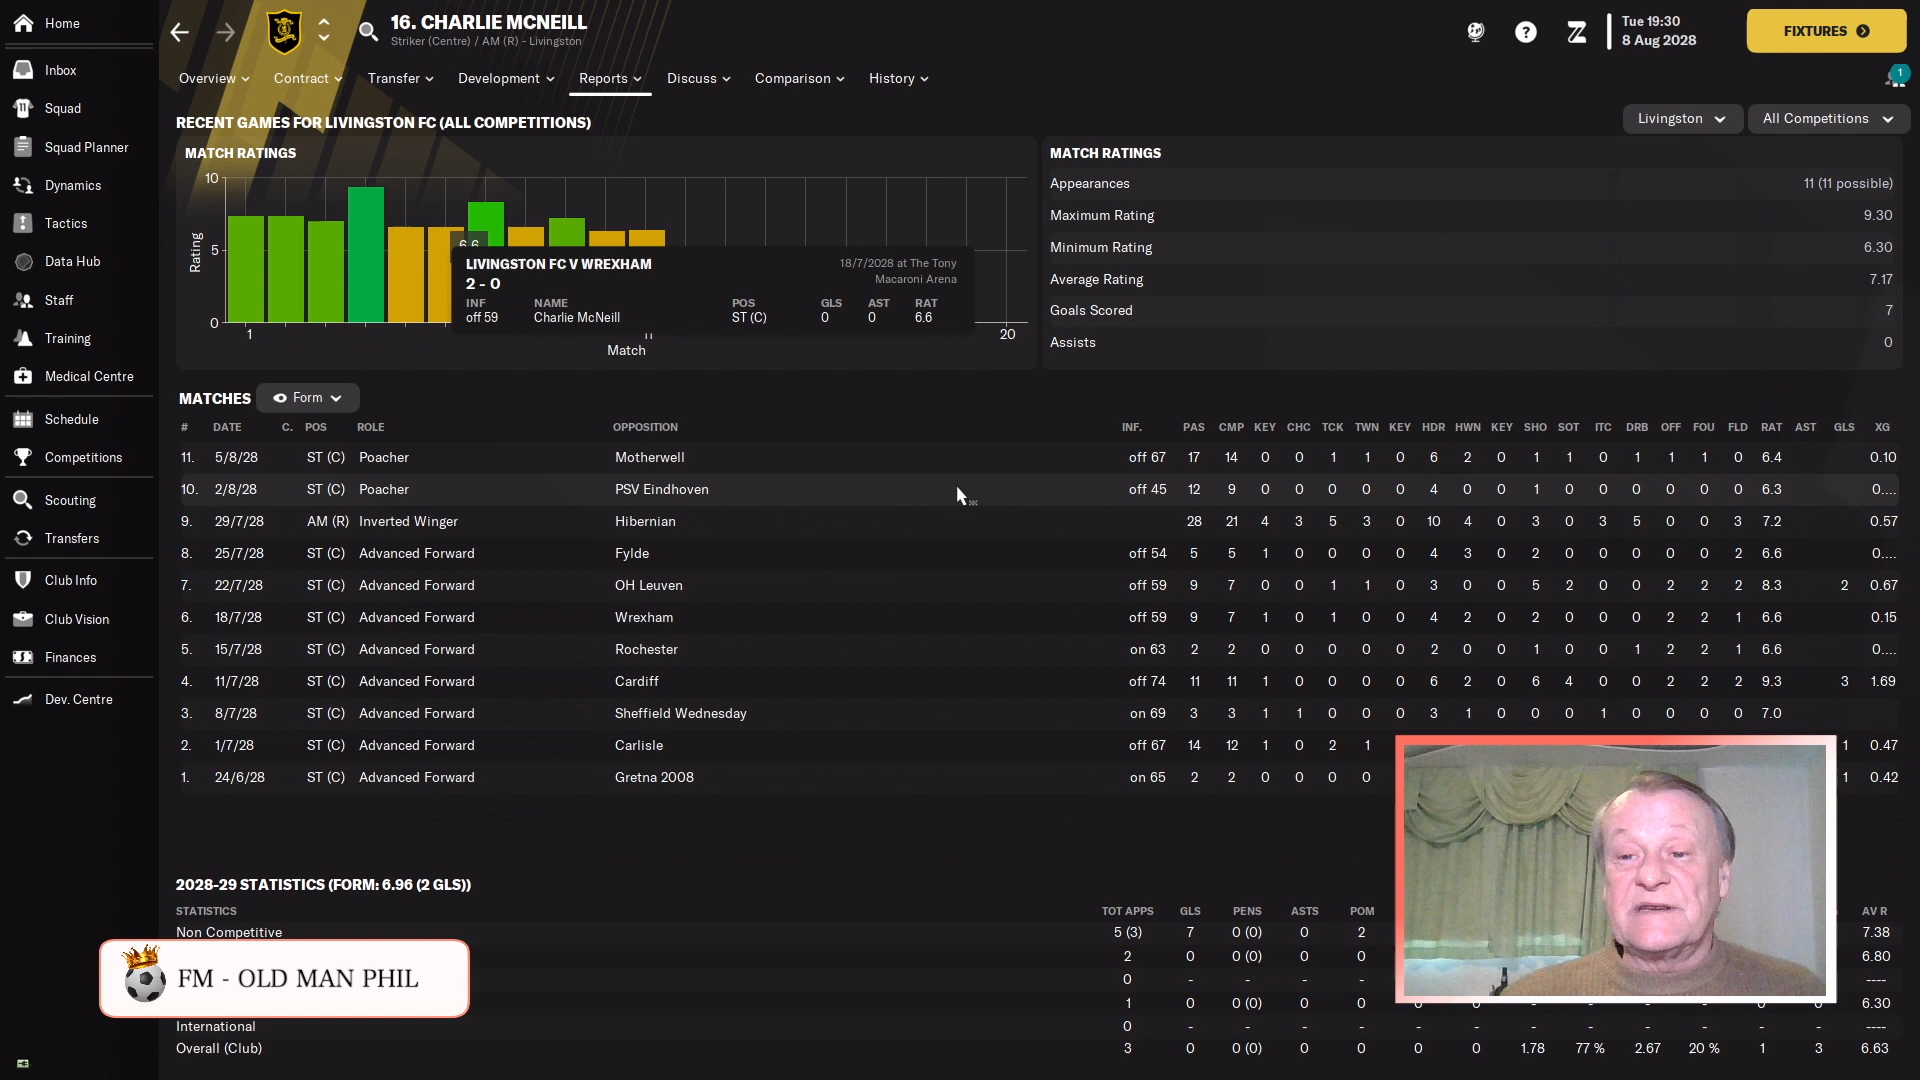 Home
Inbox
Squad
Squad Planner
Dynamics
Tactics
Data Hub
Staff
Training
Medical Centre
Schedule
Competitions
Scouting
Transfers
Club Info
Club Vision
Finances
Dev. Centre
16. CHARLIE MCNEILL
Striker (Centre) / AM (R) - Livingston
Tue 19:30
8 Aug 2028
FIXTURES
1
Overview Contract Transfer Development Reports Discuss Comparison History
RECENT GAMES FOR LIVINGSTON FC (ALL COMPETITIONS)
Livingston All Competitions
MATCH RATINGS
10
5
0
Rating
1 11 20
Match
6.6
LIVINGSTON FC V WREXHAM 18/7/2028 at The Tony
2 - 0 Macaroni Arena
INF NAME POS GLS AST RAT
off 59 Charlie McNeill ST (C) 0 0 6.6
MATCH RATINGS
Appearances 11 (11 possible)
Maximum Rating 9.30
Minimum Rating 6.30
Average Rating 7.17
Goals Scored 7
Assists 0
MATCHES Form
# DATE C. POS ROLE OPPOSITION INF. PAS CMP KEY CHC TCK TWN KEY HDR HWN KEY SHO SOT ITC DRB OFF FOU FLD RAT AST GLS XG
11. 5/8/28 ST (C) Poacher Motherwell off 67 17 14 0 0 1 1 0 6 2 0 1 1 0 1 1 1 0 6.4 0.10
10. 2/8/28 ST (C) Poacher PSV Eindhoven off 45 12 9 0 0 0 0 0 4 0 0 1 0 0 0 0 0 0 6.3 0....
9. 29/7/28 AM (R) Inverted Winger Hibernian 28 21 4 3 5 3 0 10 4 0 3 0 3 5 0 0 3 7.2 0.57
8. 25/7/28 ST (C) Advanced Forward Fylde off 54 5 5 1 0 0 0 0 4 3 0 2 0 0 0 0 0 2 6.6 0....
7. 22/7/28 ST (C) Advanced Forward OH Leuven off 59 9 7 0 0 1 1 0 3 0 0 5 2 0 0 2 2 2 8.3 2 0.67
6. 18/7/28 ST (C) Advanced Forward Wrexham off 59 9 7 1 0 1 0 0 4 2 0 2 0 0 0 2 2 1 6.6 0.15
5. 15/7/28 ST (C) Advanced Forward Rochester on 63 2 2 0 0 0 0 0 2 0 0 1 0 0 1 2 2 1 6.6 0....
4. 11/7/28 ST (C) Advanced Forward Cardiff off 74 11 11 1 0 0 0 0 6 2 0 6 4 0 0 2 2 2 9.3 3 1.69
3. 8/7/28 ST (C) Advanced Forward Sheffield Wednesday on 69 3 3 1 1 0 0 0 3 1 0 0 0 1 0 0 0 0 7.0
2. 1/7/28 ST (C) Advanced Forward Carlisle off 67 14 12 1 0 2 1 1 0.47
1. 24/6/28 ST (C) Advanced Forward Gretna 2008 on 65 2 2 0 0 0 0 1 0.42
2028-29 STATISTICS (FORM: 6.96 (2 GLS))
STATISTICS TOT APPS GLS PENS ASTS POM AV R
Non Competitive 5 (3) 7 0 (0) 0 2 7.38
2 0 0 (0) 0 0 6.80
0 - - - - ----
1 0 0 (0) 0 0 0 0 - - - - 0 6.30
International 0 - - - - - - - - - - - ----
Overall (Club) 3 0 0 (0) 0 0 0 0 1.78 77 % 2.67 20 % 1 3 6.63
FM - OLD MAN PHIL